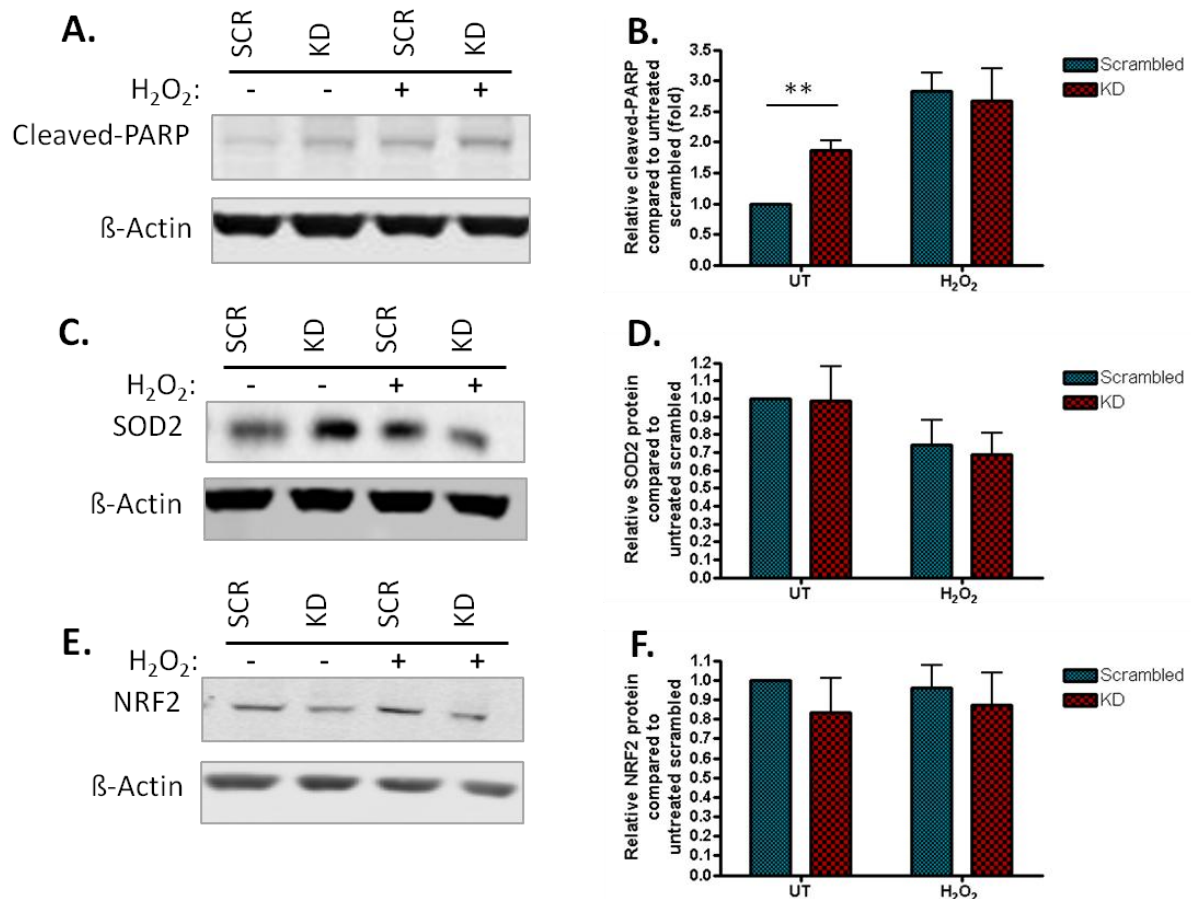 A.
SCR KD SCR KD
H₂O₂: - - + +
Cleaved-PARP
ß-Actin
B.
Relative cleaved-PARP
compared to untreated
scrambled (fold)
3.5
3.0
2.5
2.0
1.5
1.0
0.5
0.0
**
UT H₂O₂
Scrambled
KD
C.
SCR KD SCR KD
H₂O₂: - - + +
SOD2
ß-Actin
D.
Relative SOD2 protein
compared to
untreated scrambled
1.2
1.1
1.0
0.9
0.8
0.7
0.6
0.5
0.4
0.3
0.2
0.1
0.0
UT H₂O₂
Scrambled
KD
E.
SCR KD SCR KD
H₂O₂: - - + +
NRF2
ß-Actin
F.
Relative NRF2 protein
compared to
untreated scrambled
1.1
1.0
0.9
0.8
0.7
0.6
0.5
0.4
0.3
0.2
0.1
0.0
UT H₂O₂
Scrambled
KD